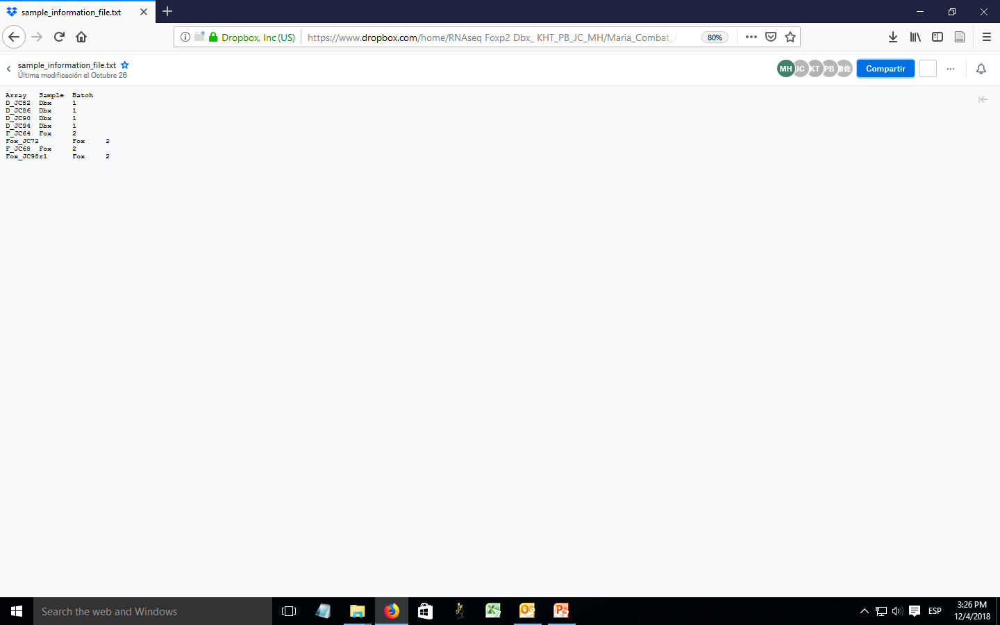 sample_information_file.txt
Dropbox, Inc (US)
https://www.dropbox.com/home/RNAseq Foxp2 Dbx_ KHT_PB_JC_MH/Maria_Combat_
80%
sample_information_file.txt
Última modificación el Octubre 26
MH JC KT PB
Compartir
Array Sample Batch
D_JC82 Dbx 1
D_JC86 Dbx 1
D_JC90 Dbx 1
D_JC94 Dbx 1
F_JC64 Fox 2
Fox_JC72 Fox 2
F_JC68 Fox 2
Fox_JC98r1 Fox 2
Search the web and Windows
ESP
3:26 PM
12/4/2018